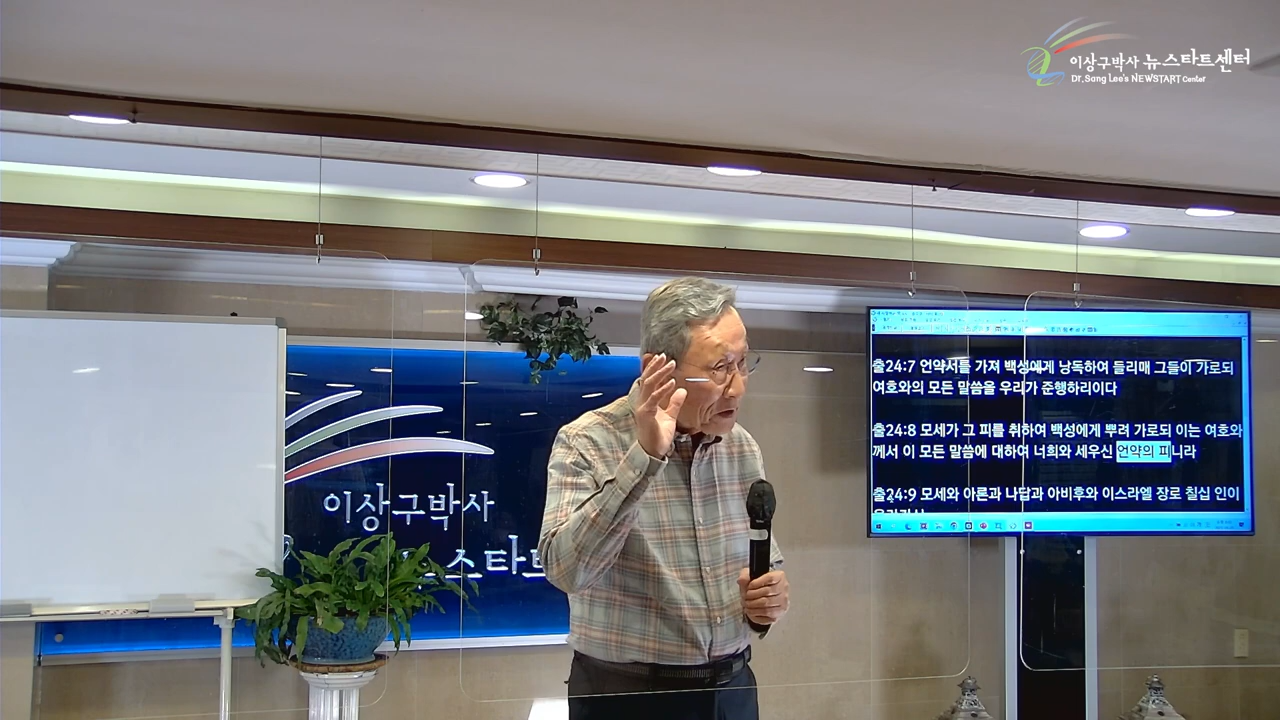 이상구박사 뉴스타트센터
Dr. Sang Lee's NEWSTART Center
이상구박사
스타트
출24:7 언약서를 가져 백성에게 낭독하여 들리매 그들이 가로되
여호와의 모든 말씀을 우리가 준행하리이다
출24:8 모세가 그 피를 취하여 백성에게 뿌려 가로되 이는 여호와
께서 이 모든 말씀에 대하여 너희와 세우신 언약의 피니라
출24:9 모세와 아론과 나답과 아비후와 이스라엘 장로 칠십 인이